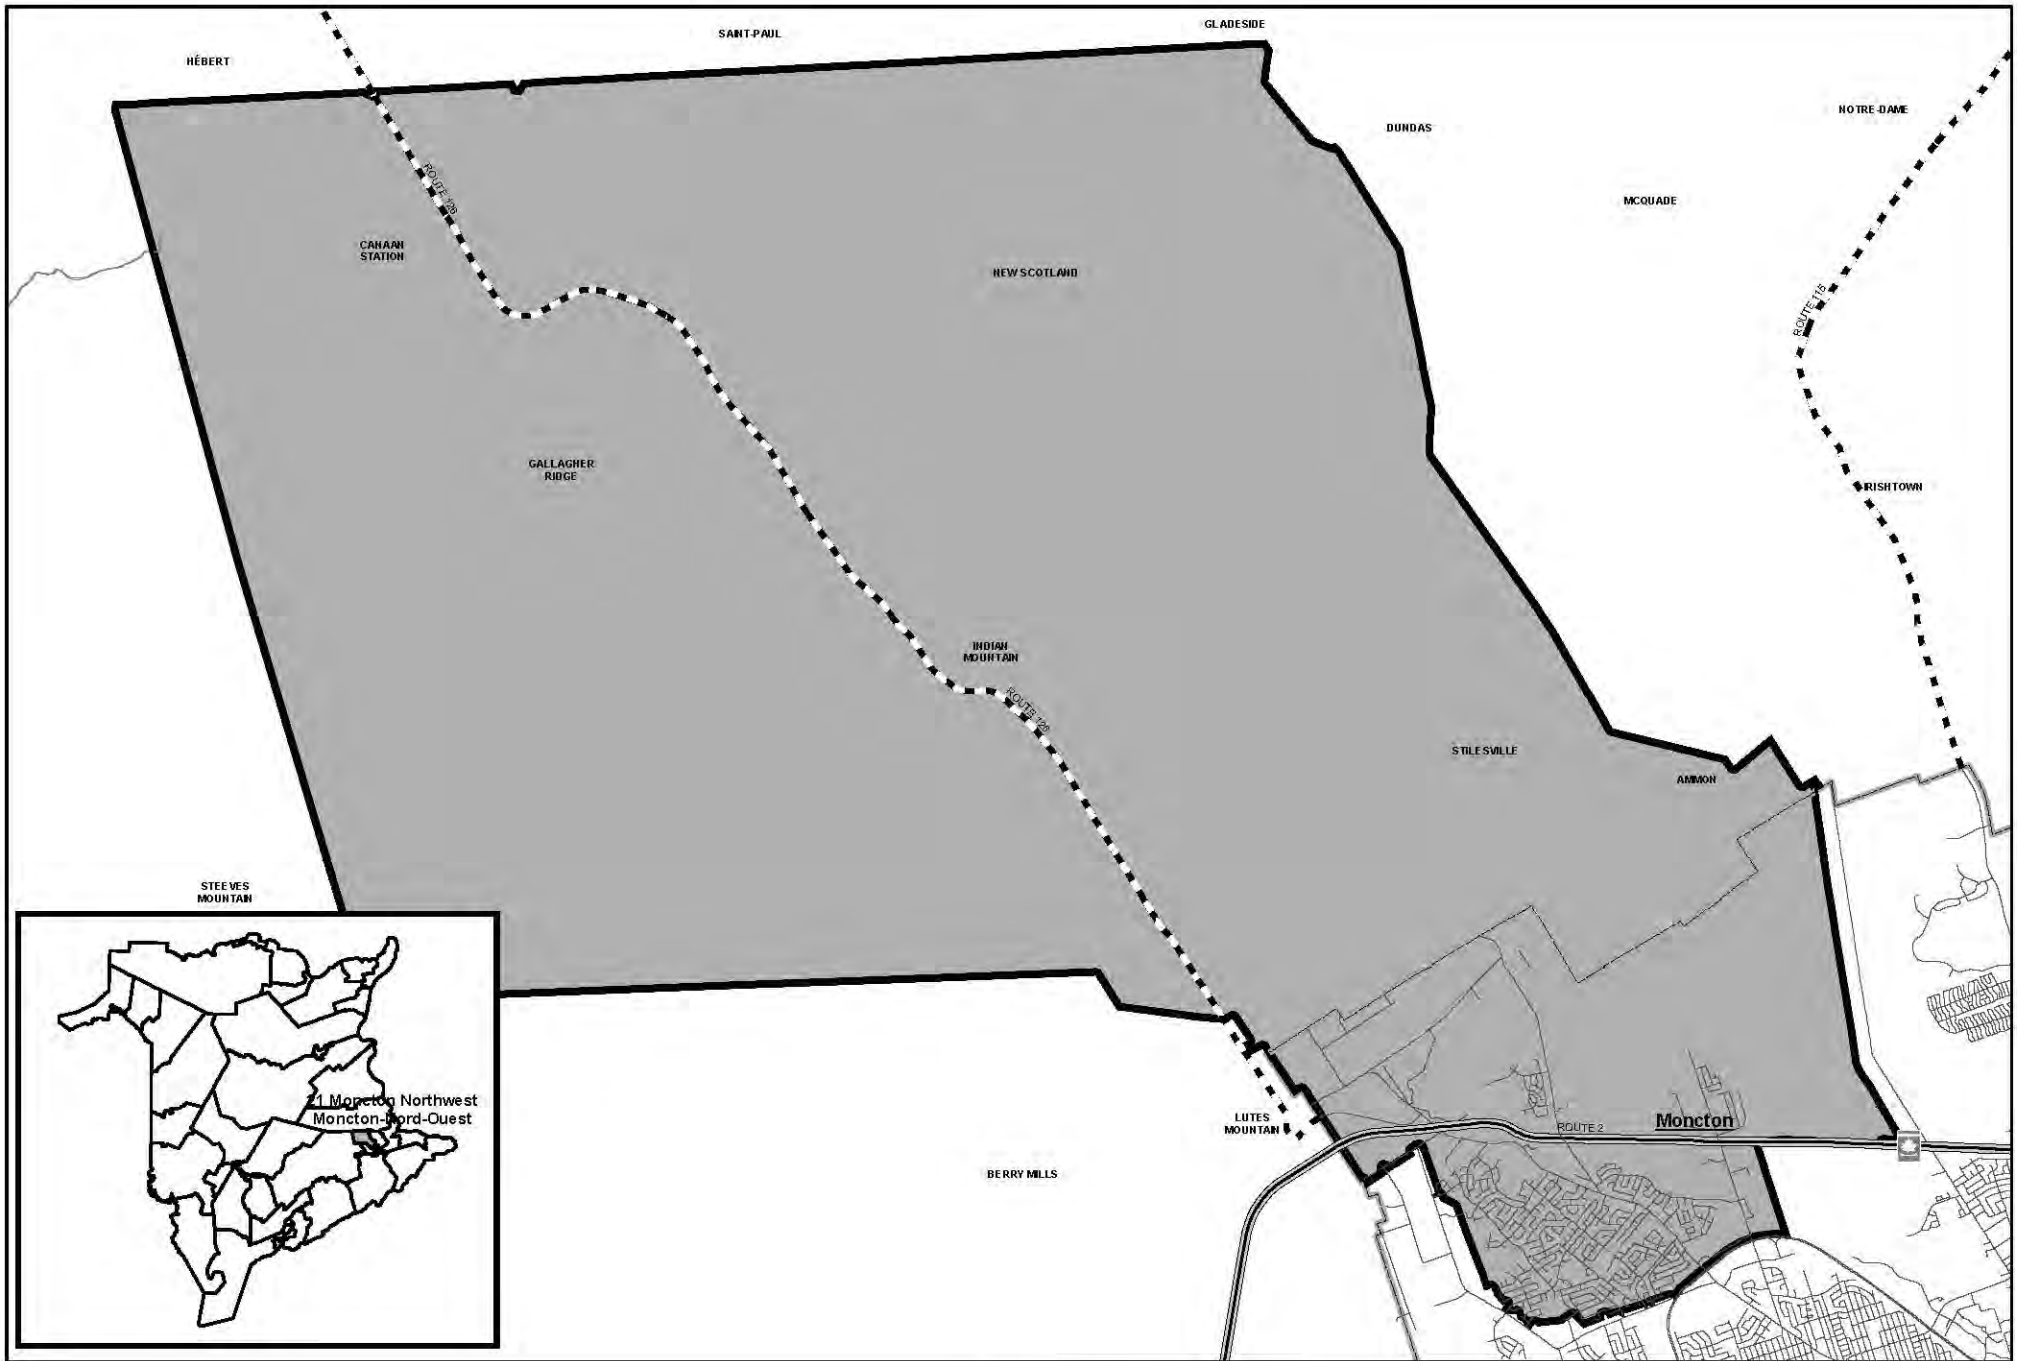 GLADESIDE
SAINT-PAUL
HÉBERT
NOTRE-DAME
DUNDAS
MCQUADE
ROUTE 126
CANAAN
STATION
NEW SCOTLAND
ROUTE 115
GALLAGHER
RIDGE
IRISHTOWN
INDIAN
MOUNTAIN
ROUTE 126
STILESVILLE
AMMON
STEEVES
MOUNTAIN
21 Moncton Northwest
Moncton-Nord-Ouest
LUTES
MOUNTAIN
ROUTE 2
Moncton
BERRY MILLS